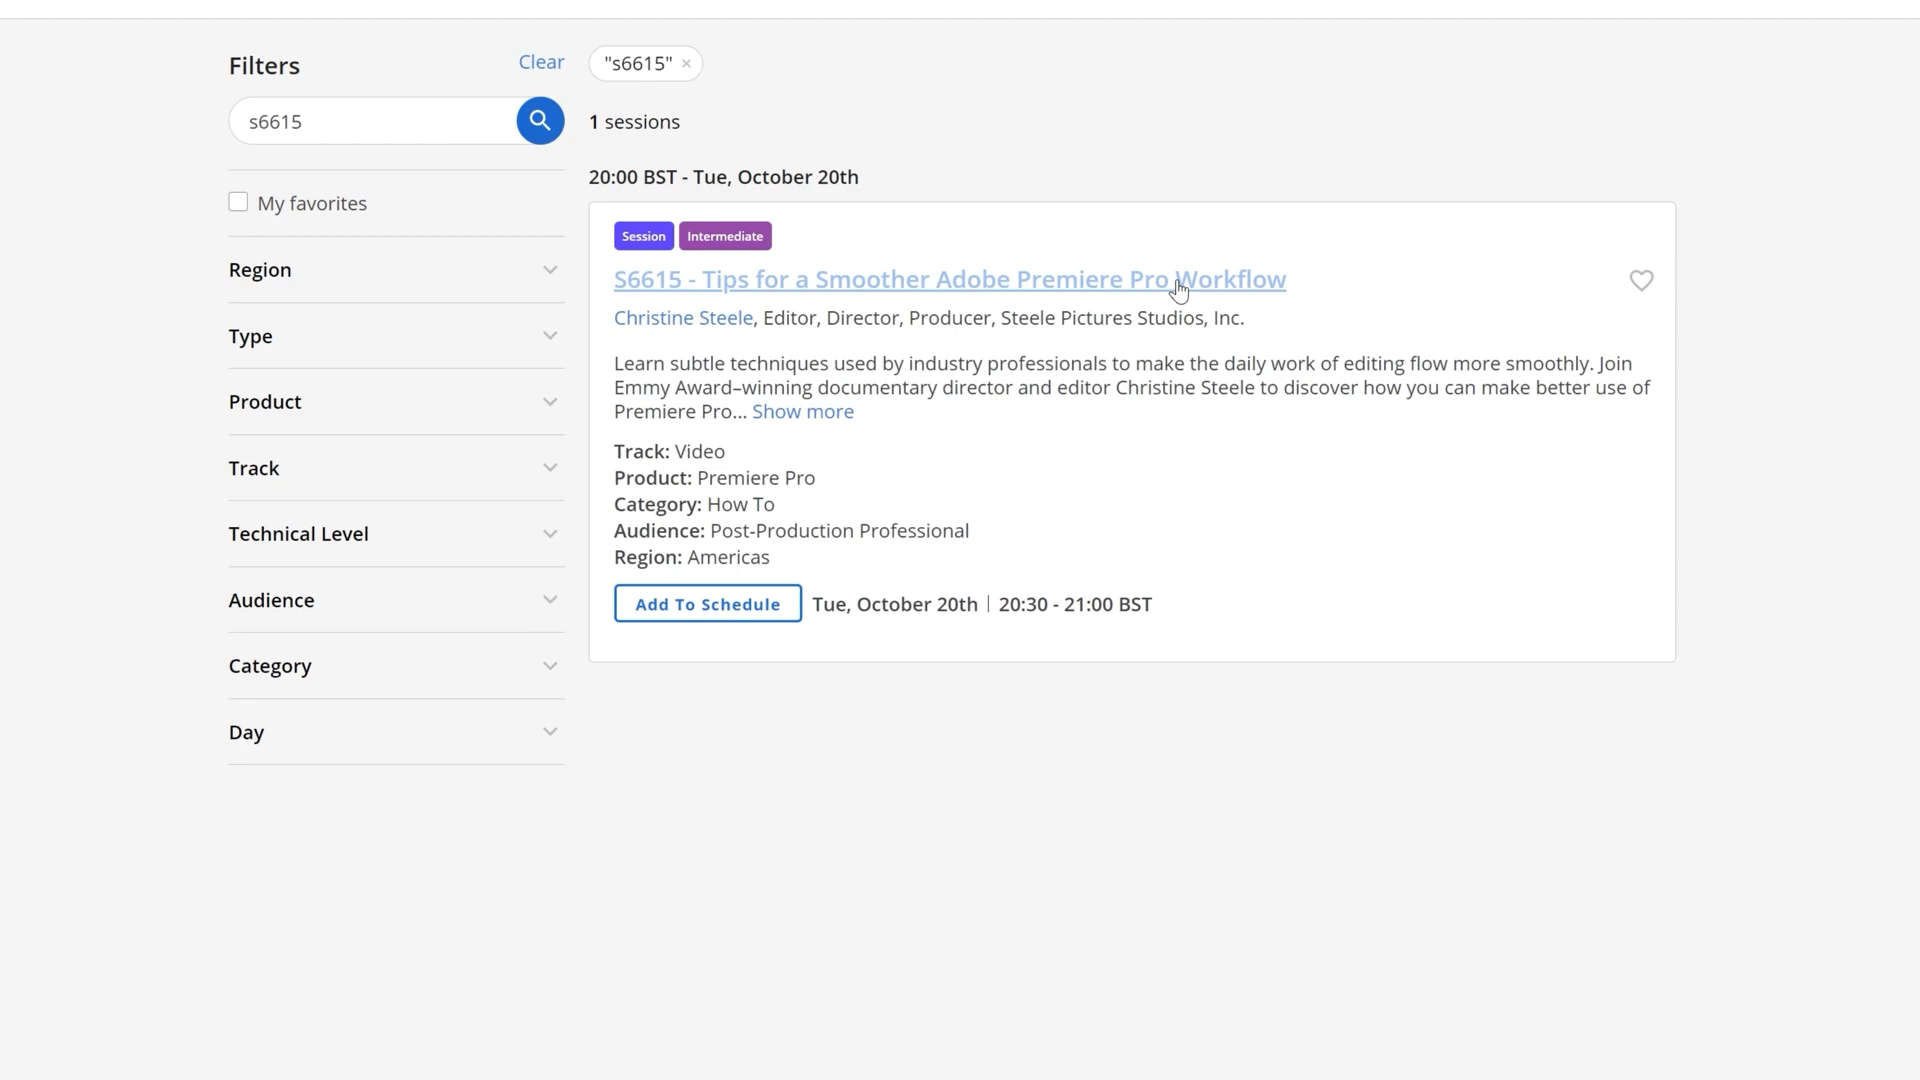 Filters
Clear
s6615
My favorites
Region
Type
Product
Track
Technical Level
Audience
Category
Day
"s6615" ×
1 sessions
20:00 BST - Tue, October 20th
Session Intermediate
S6615 - Tips for a Smoother Adobe Premiere Pro Workflow
Christine Steele, Editor, Director, Producer, Steele Pictures Studios, Inc.
Learn subtle techniques used by industry professionals to make the daily work of editing flow more smoothly. Join
Emmy Award–winning documentary director and editor Christine Steele to discover how you can make better use of
Premiere Pro... Show more
Track: Video
Product: Premiere Pro
Category: How To
Audience: Post-Production Professional
Region: Americas
Add To Schedule Tue, October 20th | 20:30 - 21:00 BST